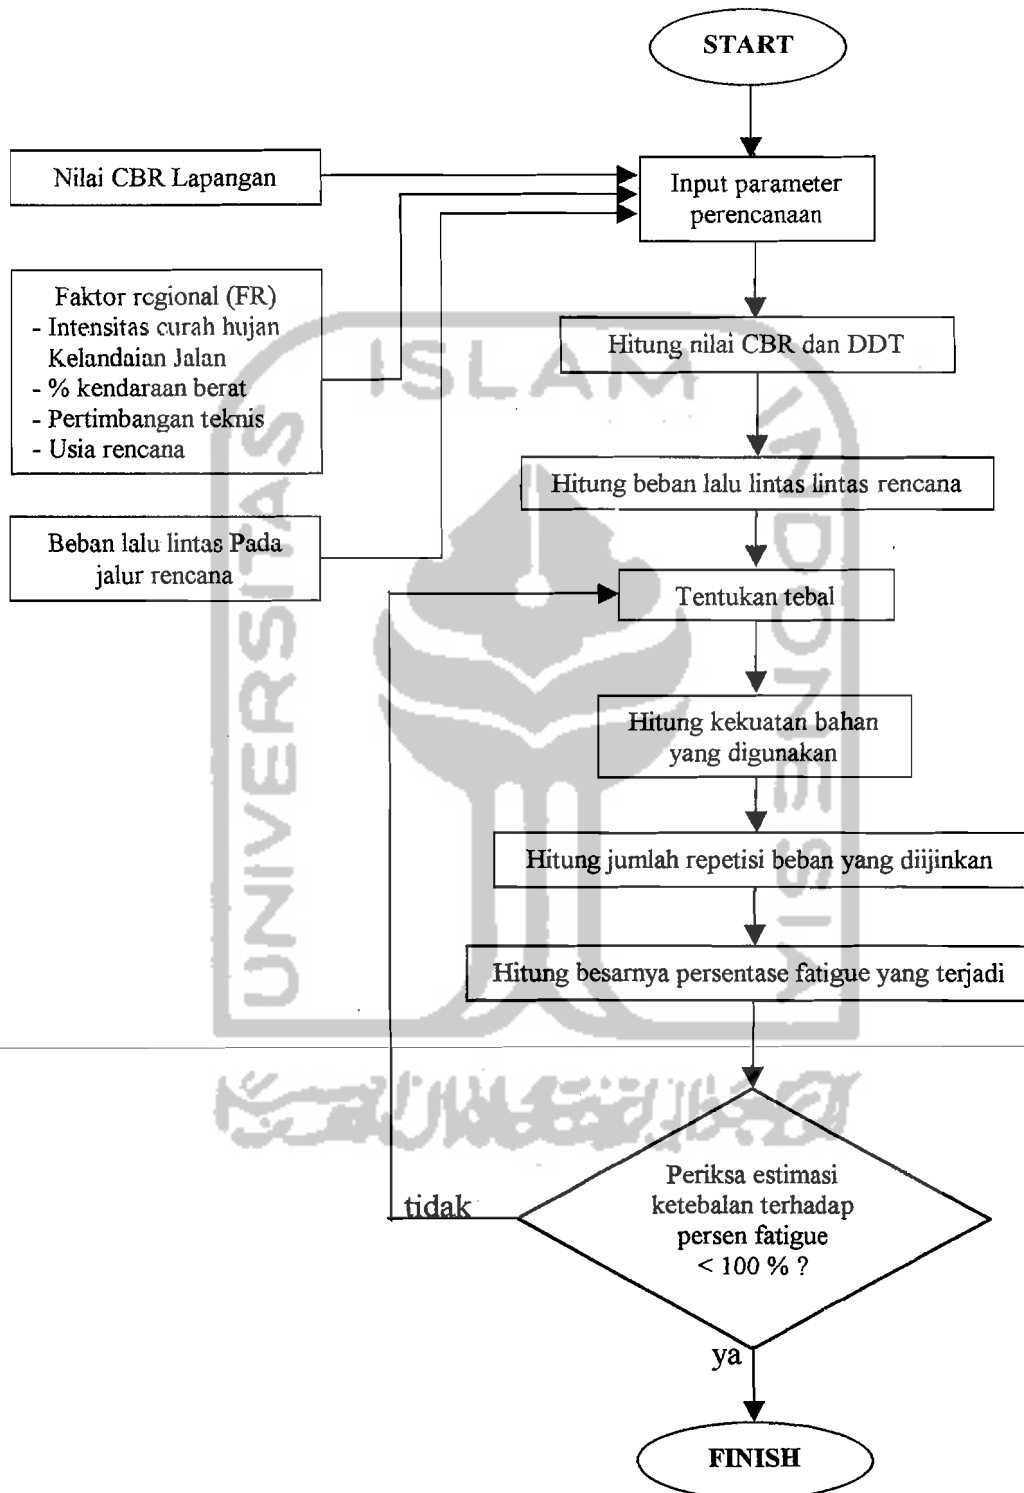 START
Nilai CBR Lapangan
Input parameter
perencanaan
Faktor regional (FR)
- Intensitas curah hujan
Kelandaian Jalan
- % kendaraan berat
- Pertimbangan teknis
- Usia rencana
Hitung nilai CBR dan DDT
Hitung beban lalu lintas lintas rencana
Beban lalu lintas Pada
jalur rencana
Tentukan tebal
Hitung kekuatan bahan
yang digunakan
Hitung jumlah repetisi beban yang diijinkan
Hitung besarnya persentase fatigue yang terjadi
Periksa estimasi
ketebalan terhadap
persen fatigue
< 100 % ?
tidak
ya
FINISH
UNIVERSITAS
ISLAM
INDONESIA